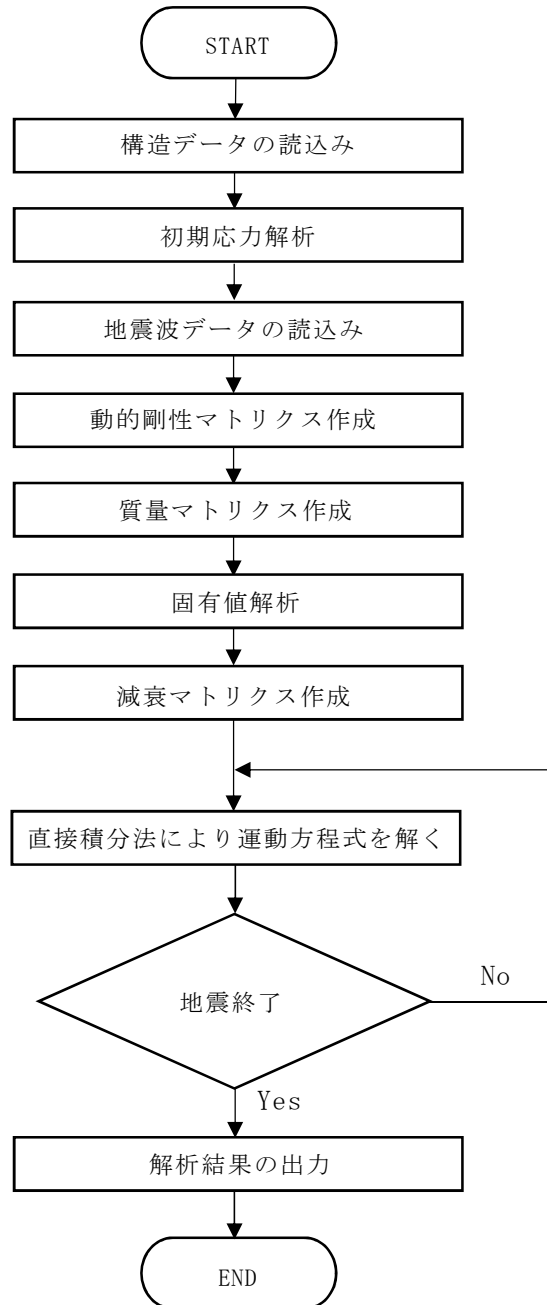 START
構造データの読込み
初期応力解析
地震波データの読込み
動的剛性マトリクス作成
質量マトリクス作成
固有値解析
減衰マトリクス作成
直接積分法により運動方程式を解く
地震終了
No
Yes
解析結果の出力
END